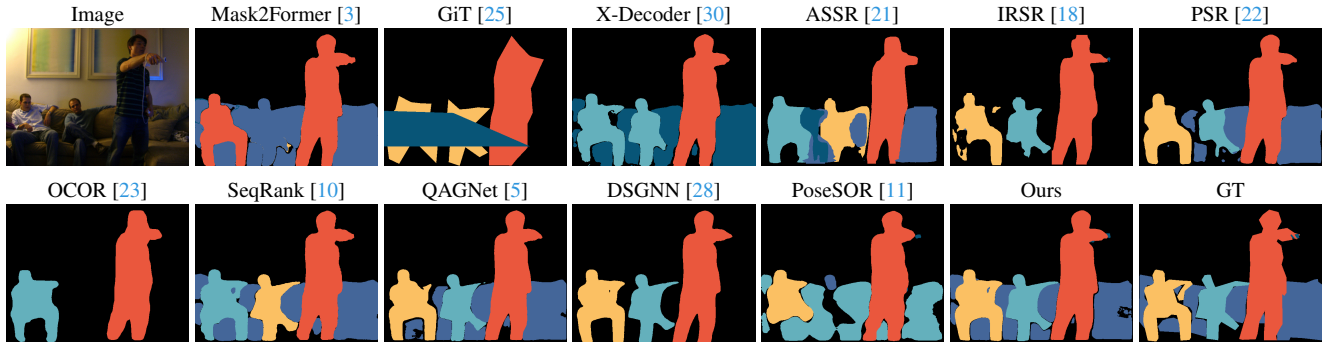 Image Mask2Former [3] GiT [25] X-Decoder [30] ASSR [21] IRSR [18] PSR [22]
OCOR [23] SeqRank [10] QAGNet [5] DSGNN [28] PoseSOR [11] Ours GT